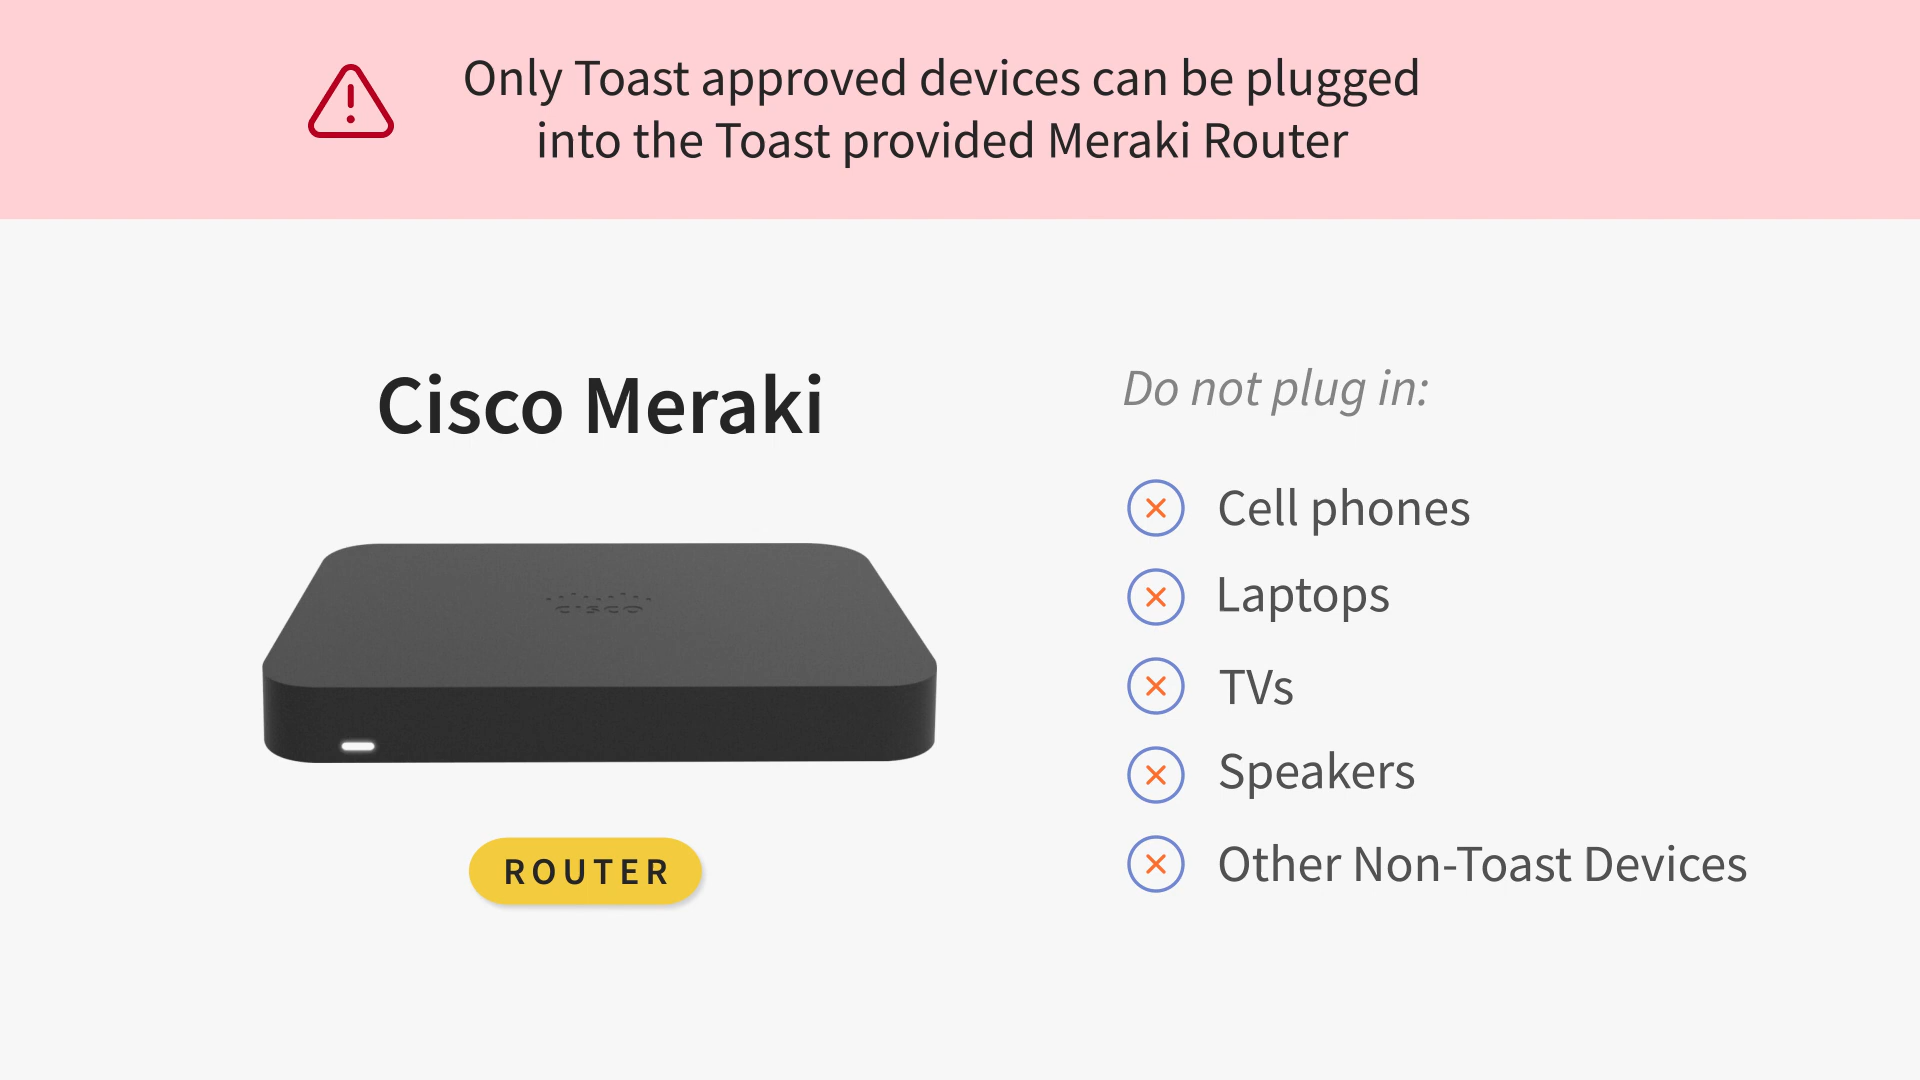 Only Toast approved devices can be plugged
into the Toast provided Meraki Router
Cisco Meraki
CISCO
ROUTER
Do not plug in:
Cell phones
Laptops
TVs
Speakers
Other Non-Toast Devices